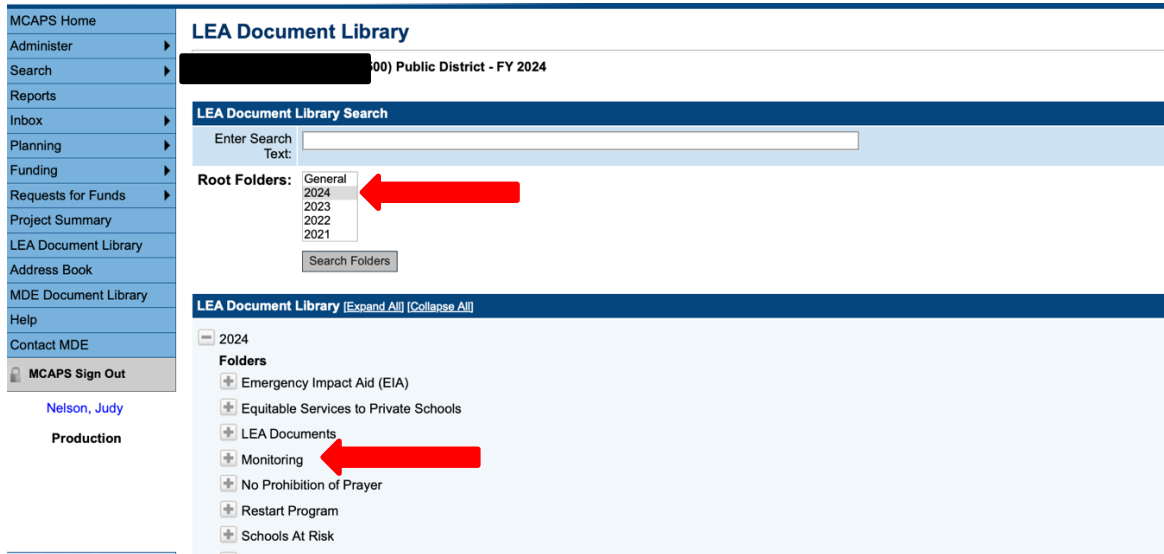 MCAPS Home
Administer
Search
Reports
Inbox
Planning
Funding
Requests for Funds
Project Summary
LEA Document Library
Address Book
MDE Document Library
Help
Contact MDE
MCAPS Sign Out
Nelson, Judy
Production
LEA Document Library
00) Public District - FY 2024
LEA Document Library Search
Enter Search
Text:
Root Folders:
General
2024
2023
2022
2021
Search Folders
LEA Document Library [Expand All] [Collapse All]
2024
Folders
Emergency Impact Aid (EIA)
Equitable Services to Private Schools
LEA Documents
Monitoring
No Prohibition of Prayer
Restart Program
Schools At Risk